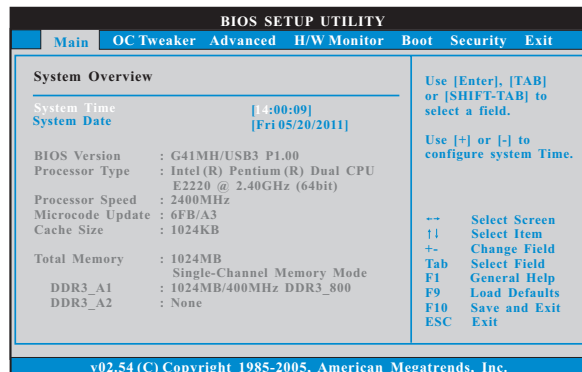 BIOS SETUP UTILITY
Main OC Tweaker Advanced H/W Monitor Boot Security Exit
System Overview
System Time [14:00:09]
System Date [Fri 05/20/2011]
BIOS Version : G41MH/USB3 P1.00
Processor Type : Intel (R) Pentium (R) Dual CPU
E2220 @ 2.40GHz (64bit)
Processor Speed : 2400MHz
Microcode Update : 6FB/A3
Cache Size : 1024KB
Total Memory : 1024MB
Single-Channel Memory Mode
DDR3_A1 : 1024MB/400MHz DDR3_800
DDR3_A2 : None
Use [Enter], [TAB]
or [SHIFT-TAB] to
select a field.
Use [+] or [-] to
configure system Time.
←→ Select Screen
↑↓ Select Item
+- Change Field
Tab Select Field
F1 General Help
F9 Load Defaults
F10 Save and Exit
ESC Exit
v02.54 (C) Copyright 1985-2005, American Megatrends, Inc.